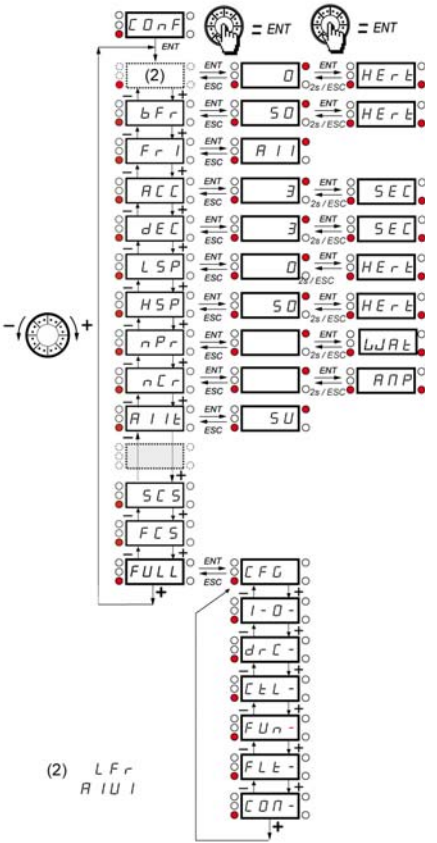 COnF = ENT = ENT
ENT
(2) ENT ESC 0 ENT 2s / ESC HErt
bFr ENT ESC 50 ENT 2s / ESC HErt
Fr1 ENT ESC AI1
ACC ENT ESC 3 ENT 2s / ESC SEC
dEC ENT ESC 3 ENT 2s / ESC SEC
LSP ENT ESC 0 ENT 2s / ESC HErt
HSP ENT ESC 50 ENT 2s / ESC HErt
nPr ENT ESC ENT 2s / ESC WAt
nCr ENT ESC ENT 2s / ESC AMP
AI1t ENT ESC 5U
SCS
FCS
FULL ENT ESC CFG
I-O-
drC-
CtL-
FUn-
FLt-
COM-
- +
(2) LFr
AIU1